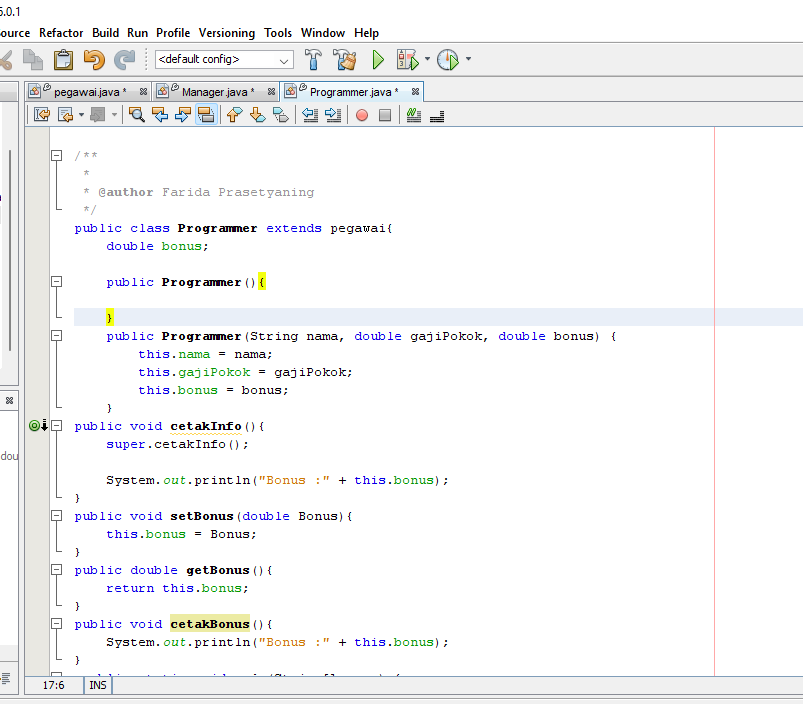 6.0.1
ource Refactor Build Run Profile Versioning Tools Window Help
<default config>
pegawai.java * Manager.java * Programmer.java *
/**
*
* @author Farida Prasetyaning
*/
public class Programmer extends pegawai{
double bonus;
public Programmer(){
}
public Programmer(String nama, double gajiPokok, double bonus) {
this.nama = nama;
this.gajiPokok = gajiPokok;
this.bonus = bonus;
}
public void cetakInfo(){
super.cetakInfo();
dou
System.out.println("Bonus :" + this.bonus);
}
public void setBonus(double Bonus){
this.bonus = Bonus;
}
public double getBonus(){
return this.bonus;
}
public void cetakBonus(){
System.out.println("Bonus :" + this.bonus);
}
17:6 INS